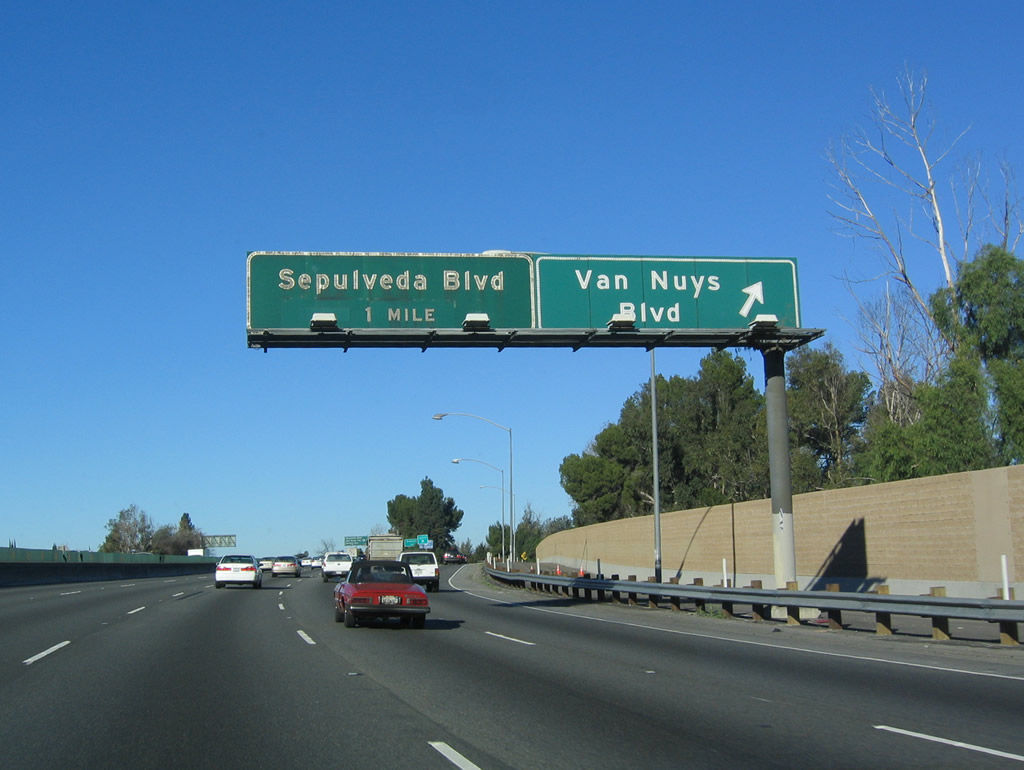 Sepulveda Blvd
1 MILE
Van Nuys
Blvd